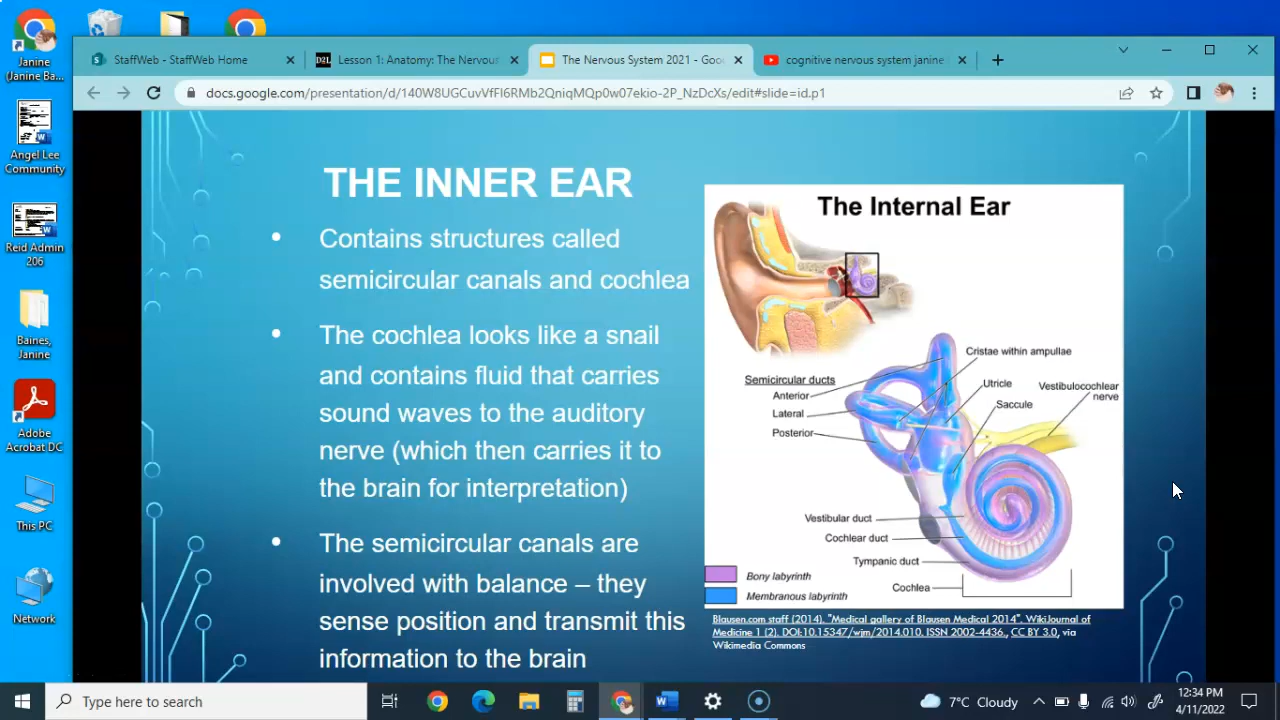 Janine
(Janine Ba...
Angel Lee
Community
Reid Admin
206
Baines,
Janine
Adobe
Acrobat DC
This PC
Network
StaffWeb - StaffWeb Home
D2L
Lesson 1: Anatomy: The Nervous
The Nervous System 2021 - Goo
cognitive nervous system janine
docs.google.com/presentation/d/140W8UGCuvVfFI6RMb2QniqMQp0w07ekio-2P_NzDcXs/edit#slide=id.p1
THE INNER EAR
• Contains structures called
semicircular canals and cochlea
• The cochlea looks like a snail
and contains fluid that carries
sound waves to the auditory
nerve (which then carries it to
the brain for interpretation)
• The semicircular canals are
involved with balance – they
sense position and transmit this
information to the brain
The Internal Ear
Cristae within ampullae
Semicircular ducts
Anterior
Lateral
Posterior
Utricle
Saccule
Vestibulocochlear
nerve
Vestibular duct
Cochlear duct
Tympanic duct
Cochlea
Bony labyrinth
Membranous labyrinth
Blausen.com staff (2014). "Medical gallery of Blausen Medical 2014". WikiJournal of
Medicine 1 (2). DOI:10.15347/wjm/2014.010. ISSN 2002-4436., CC BY 3.0, via
Wikimedia Commons
Type here to search
7°C Cloudy
12:34 PM
4/11/2022